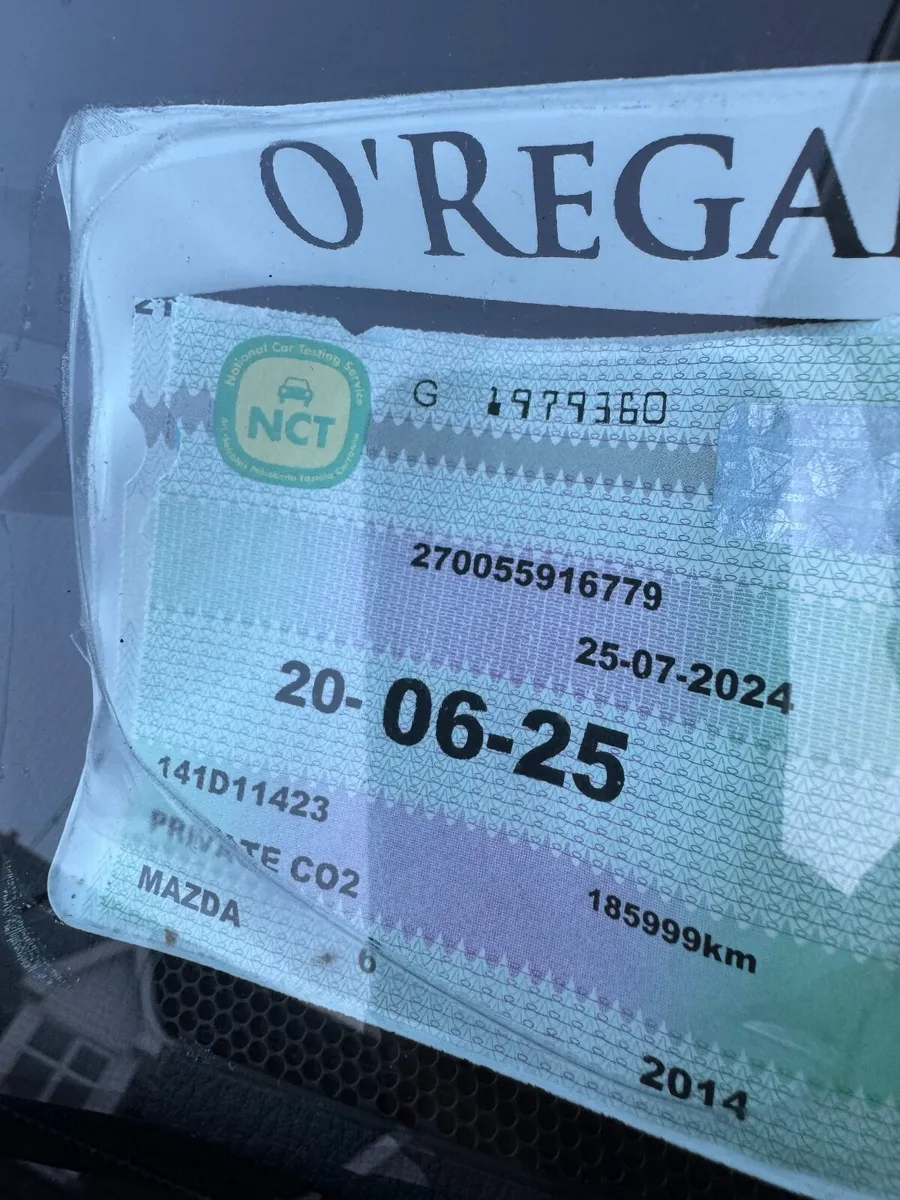 O'REGA
21
National Car Testing Service
NCT
G 1979360
270055916779
25-07-2024
20-06-25
141D11423
PRIVATE CO2
MAZDA
185999km
6
2014